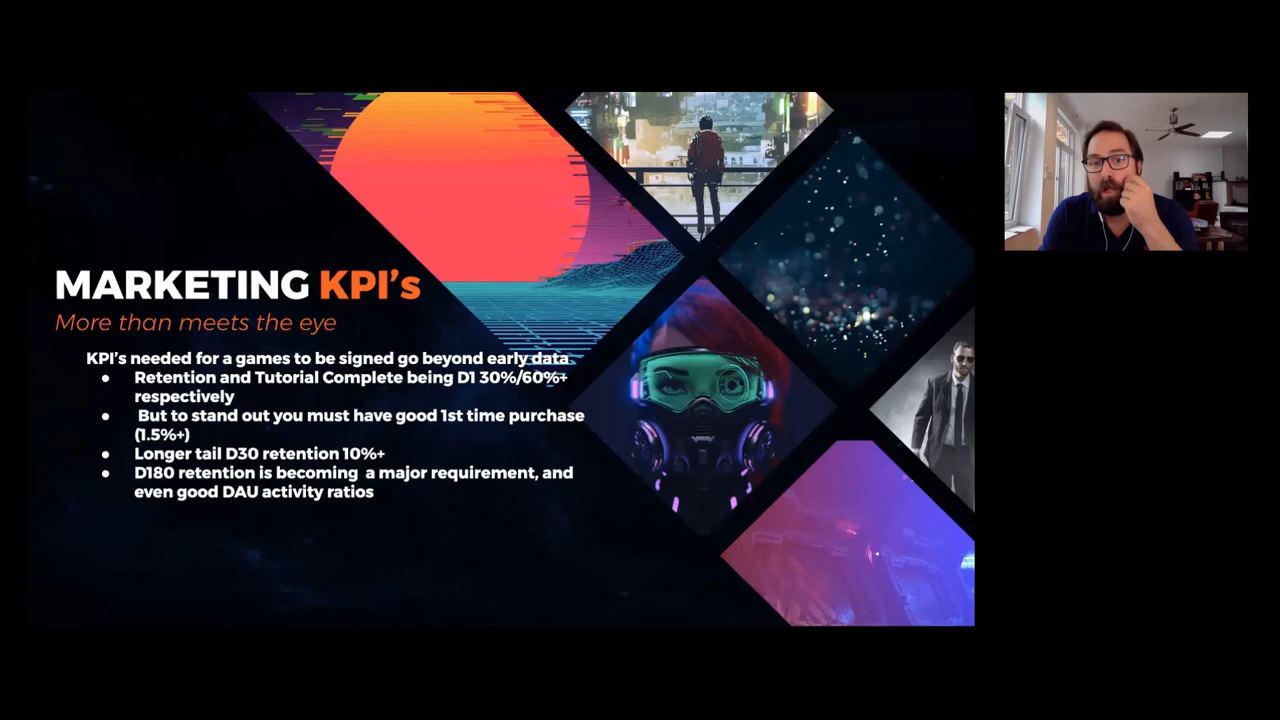 MARKETING KPI's
More than meets the eye
KPI's needed for a games to be signed go beyond early data
● Retention and Tutorial Complete being D1 30%/60%+
respectively
● But to stand out you must have good 1st time purchase
(1.5%+)
● Longer tail D30 retention 10%+
● D180 retention is becoming a major requirement, and
even good DAU activity ratios